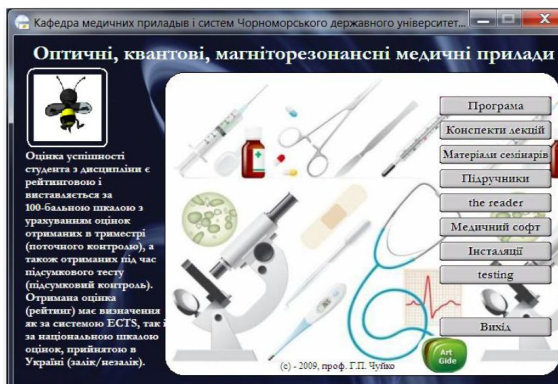 Кафедра медичних приладыв і систем Чорноморського державного університет...
Оптичні, квантові, магніторезонансні медичні прилади
Оцінка успішності
студента з дисципліни є
рейтинговою і
виставляється за
100-бальною шкалою з
урахуванням оцінок
отриманих в триместрі
(поточного контролю), а
також отриманих під час
підсумкового тесту
(підсумковий контроль).
Отримана оцінка
(рейтинг) має визначення
як за системою ECTS, так і
за національною шкалою
оцінок, прийнятою в
Україні (залік/незалік).
Програма
Конспекти лекцій
Матеріали семінарів
Підручники
the reader
Медичний софт
Інсталяції
testing
Вихід
Art
Gide
(с) - 2009, проф. Г.П. Чуйко